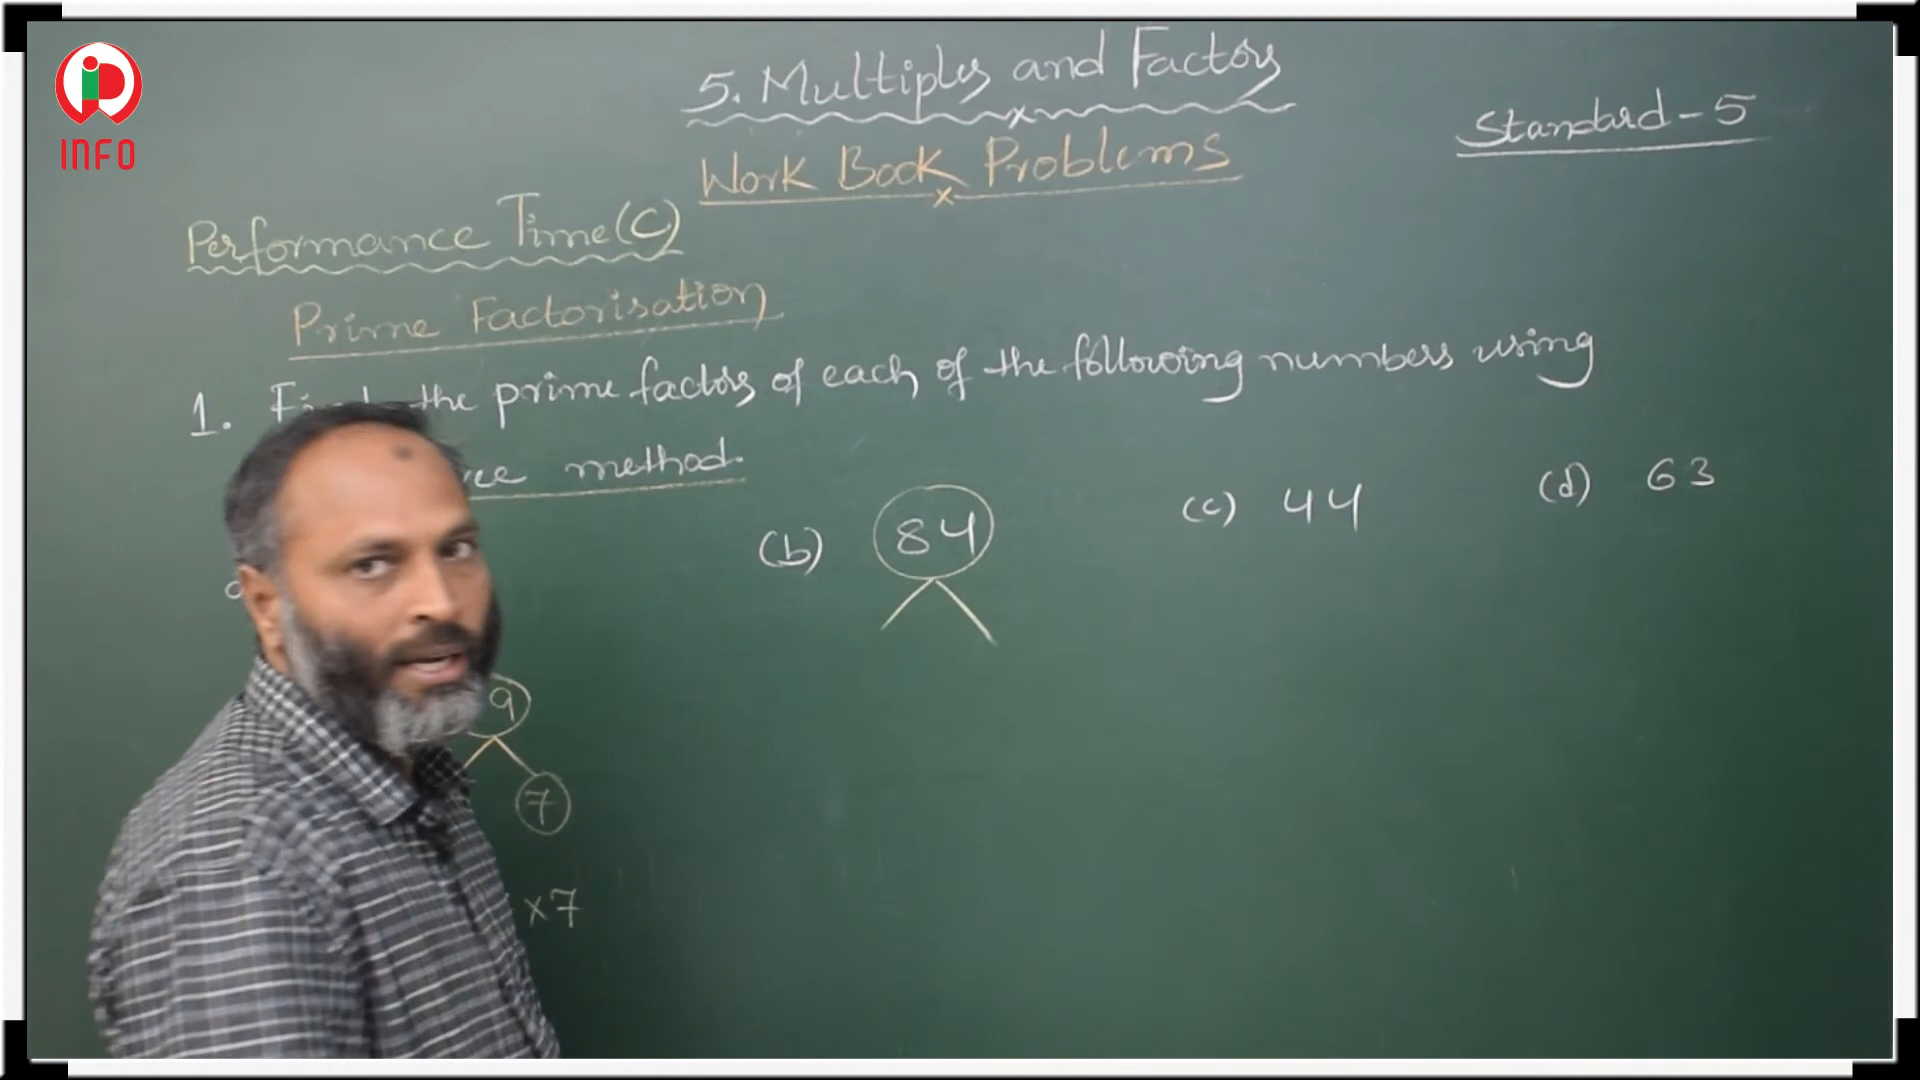 INFO
5. Multiples and Factors
Standard - 5
Work Book Problems
Performance Time (C)
Prime Factorisation
1. the prime factors of each of the following numbers using
method.
(b) 84 (c) 44 (d) 63
9
7
x7